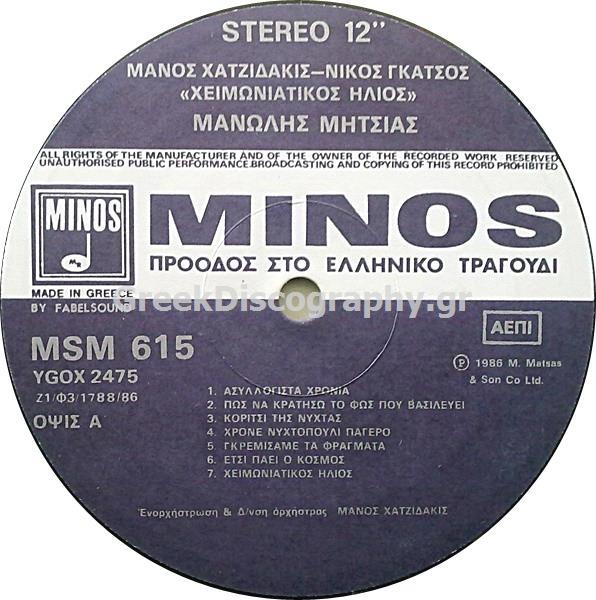 STEREO 12"
ΜΑΝΟΣ ΧΑΤΖΙΔΑΚΙΣ—ΝΙΚΟΣ ΓΚΑΤΣΟΣ
«ΧΕΙΜΩΝΙΑΤΙΚΟΣ ΗΛΙΟΣ»
ΜΑΝΩΛΗΣ ΜΗΤΣΙΑΣ
ALL RIGHTS OF THE MANUFACTURER AND OF THE OWNER OF THE RECORDED WORK RESERVED
UNAUTHORISED PUBLIC PERFORMANCE BROADCASTING AND COPYING OF THIS RECORD PROHIBITED
MINOS
MINOS
ΠΡΟΟΔΟΣ ΣΤΟ ΕΛΛΗΝΙΚΟ ΤΡΑΓΟΥΔΙ
MADE IN GREECE
BY FABELSOUND
GreekDiscography.gr
MSM 615
YGOX 2475
Ζ1/Φ3/1788/86
ΟΨΙΣ Α
ΑΕΠΙ
Ⓟ 1986 M. Matsas
& Son Co Ltd.
1. ΑΣΥΛΛΟΓΙΣΤΑ ΧΡΟΝΙΑ
2. ΠΩΣ ΝΑ ΚΡΑΤΗΣΩ ΤΟ ΦΩΣ ΠΟΥ ΒΑΣΙΛΕΥΕΙ
3. ΚΟΡΙΤΣΙ ΤΗΣ ΝΥΧΤΑΣ
4. ΧΡΟΝΕ ΝΥΧΤΟΠΟΥΛΙ ΠΑΓΕΡΟ
5. ΓΚΡΕΜΙΣΑΜΕ ΤΑ ΦΡΑΓΜΑΤΑ
6. ΕΤΣΙ ΠΑΕΙ Ο ΚΟΣΜΟΣ
7. ΧΕΙΜΩΝΙΑΤΙΚΟΣ ΗΛΙΟΣ
Ἐνορχήστρωση & Δ/νση ὀρχήστρας ΜΑΝΟΣ ΧΑΤΖΙΔΑΚΙΣ